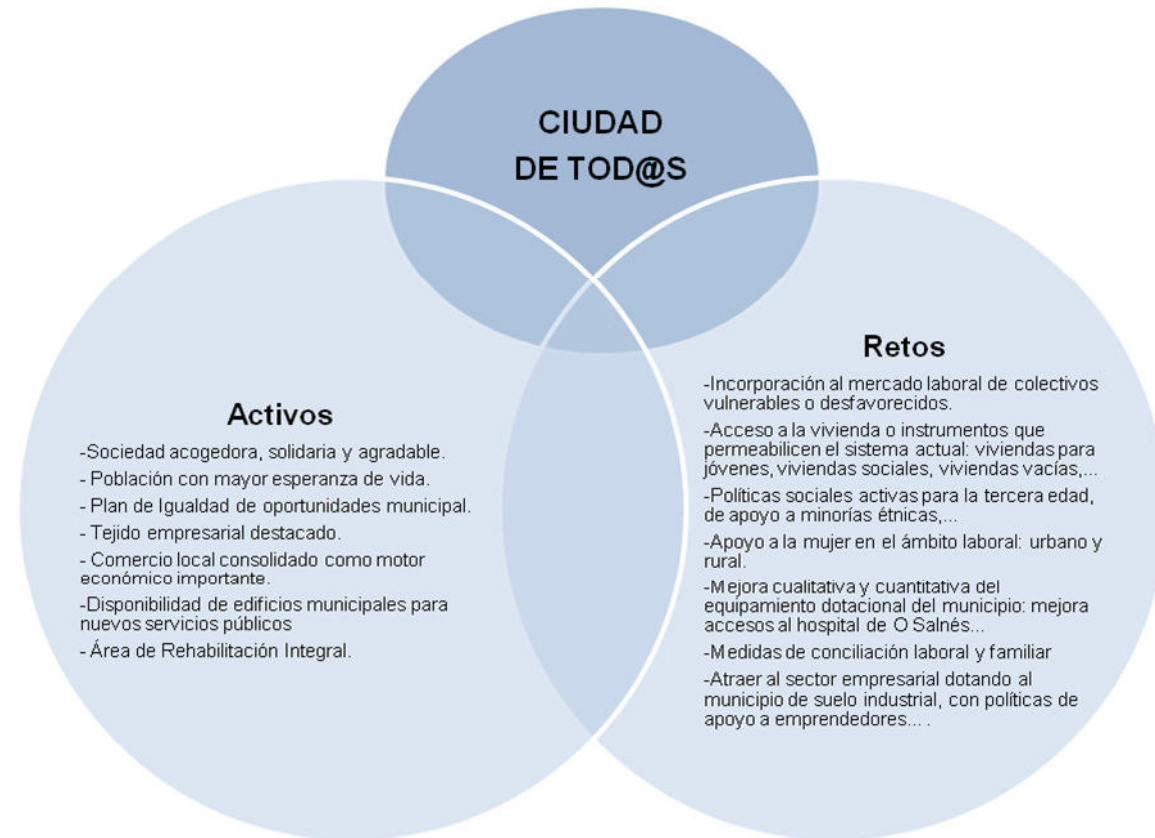 CIUDAD
DE TOD@S
Activos
-Sociedad acogedora, solidaria y agradable.
- Población con mayor esperanza de vida.
- Plan de Igualdad de oportunidades municipal.
- Tejido empresarial destacado.
- Comercio local consolidado como motor
económico importante.
-Disponibilidad de edificios municipales para
nuevos servicios públicos
- Área de Rehabilitación Integral.
Retos
-Incorporación al mercado laboral de colectivos
vulnerables o desfavorecidos.
-Acceso a la vivienda o instrumentos que
permeabilicen el sistema actual: viviendas para
jóvenes, viviendas sociales, viviendas vacías,...
-Políticas sociales activas para la tercera edad,
de apoyo a minorías étnicas,...
-Apoyo a la mujer en el ámbito laboral: urbano y
rural.
-Mejora cualitativa y cuantitativa del
equipamiento dotacional del municipio: mejora
accesos al hospital de O Salnés...
-Medidas de conciliación laboral y familiar
-Atraer al sector empresarial dotando al
municipio de suelo industrial, con políticas de
apoyo a emprendedores... .